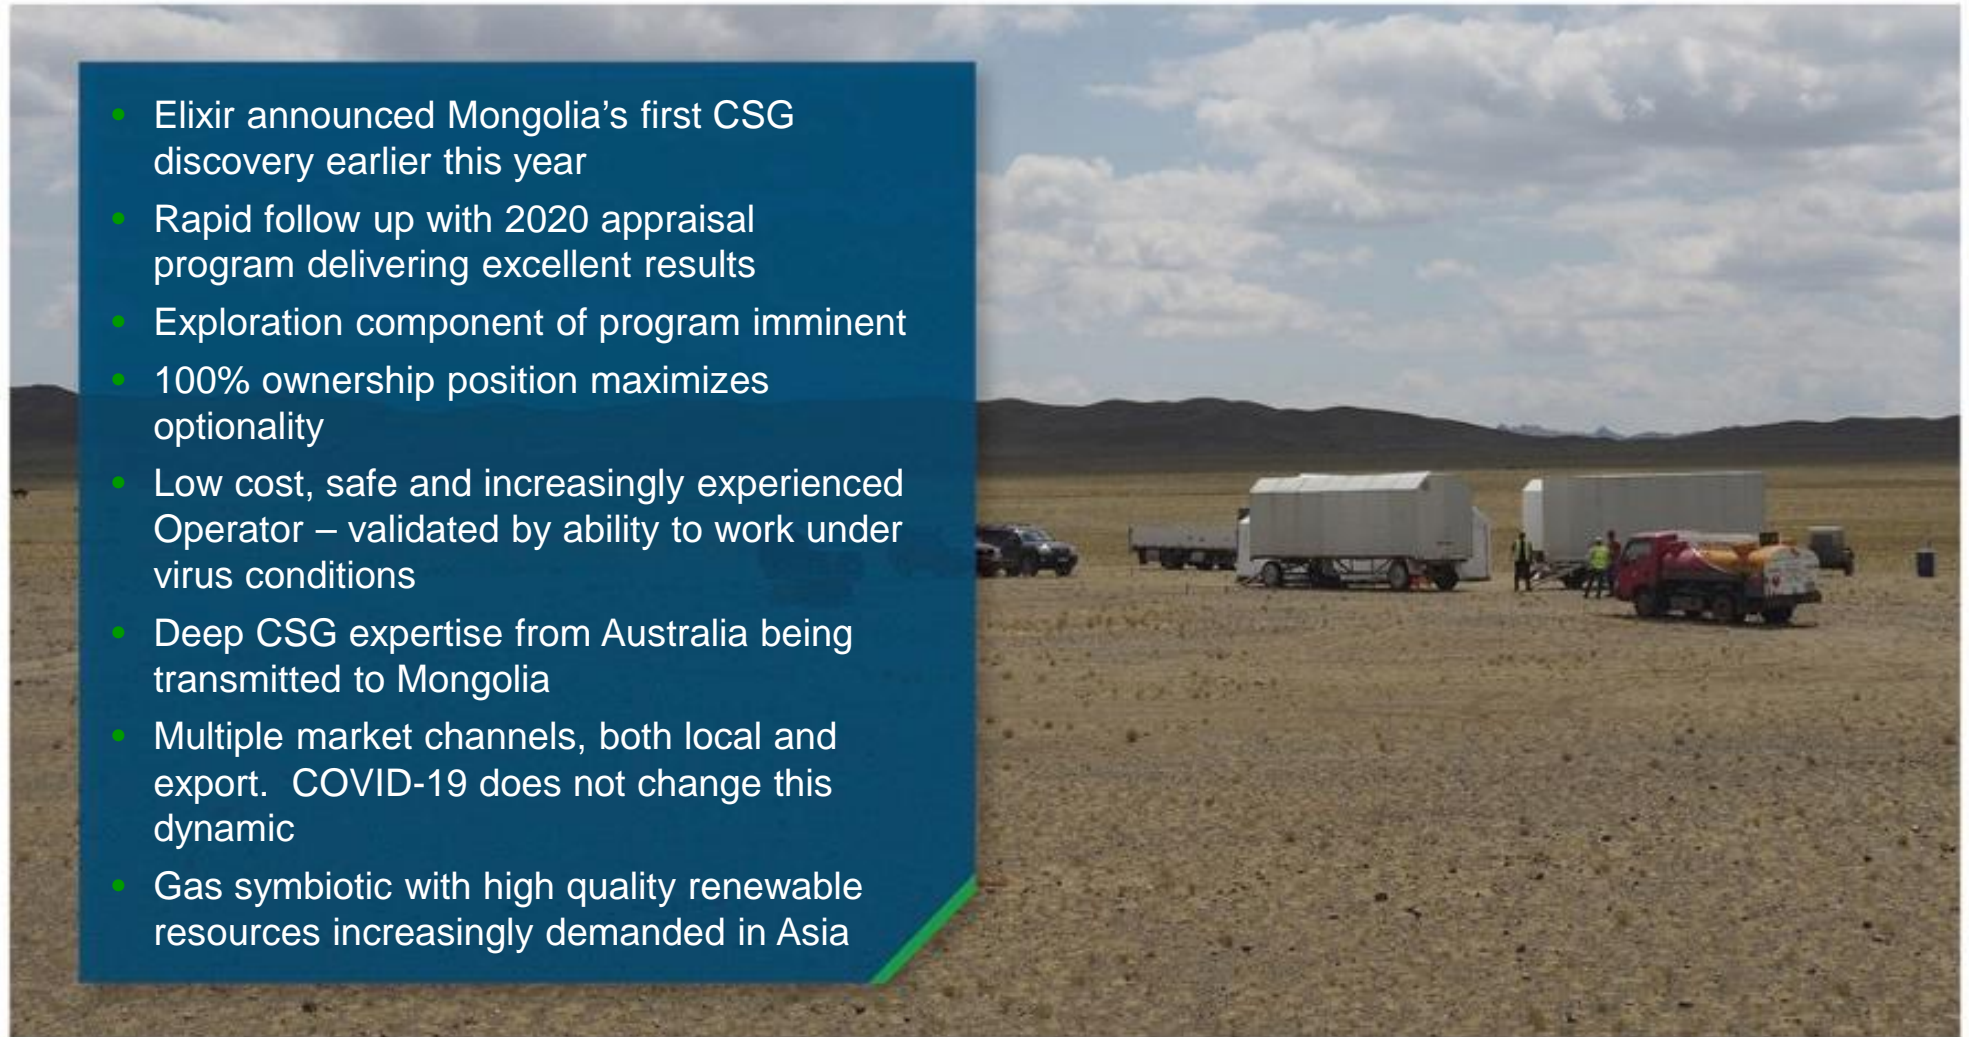 • Elixir announced Mongolia’s first CSG
discovery earlier this year
• Rapid follow up with 2020 appraisal
program delivering excellent results
• Exploration component of program imminent
• 100% ownership position maximizes
optionality
• Low cost, safe and increasingly experienced
Operator – validated by ability to work under
virus conditions
• Deep CSG expertise from Australia being
transmitted to Mongolia
• Multiple market channels, both local and
export.  COVID-19 does not change this
dynamic
• Gas symbiotic with high quality renewable
resources increasingly demanded in Asia